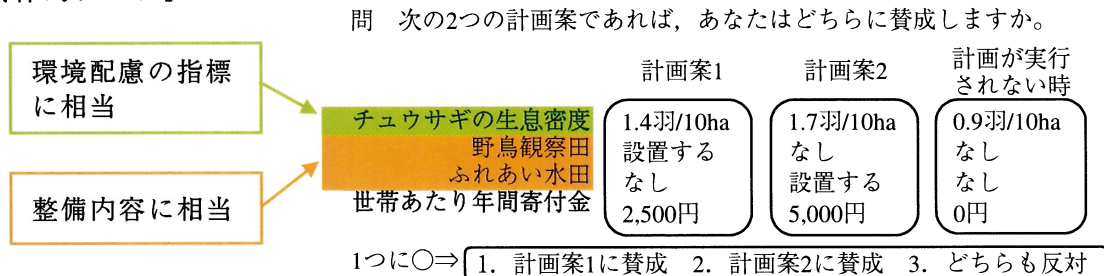 問 次の2つの計画案であれば，あなたはどちらに賛成しますか。
環境配慮の指標
に相当
整備内容に相当
計画案1
計画案2
計画が実行
されない時
チュウサギの生息密度 1.4羽/10ha 1.7羽/10ha 0.9羽/10ha
野鳥観察田 設置する なし なし
ふれあい水田 なし 設置する なし
世帯あたり年間寄付金 2,500円 5,000円 0円
1つに○⇒ 1. 計画案1に賛成 2. 計画案2に賛成 3. どちらも反対